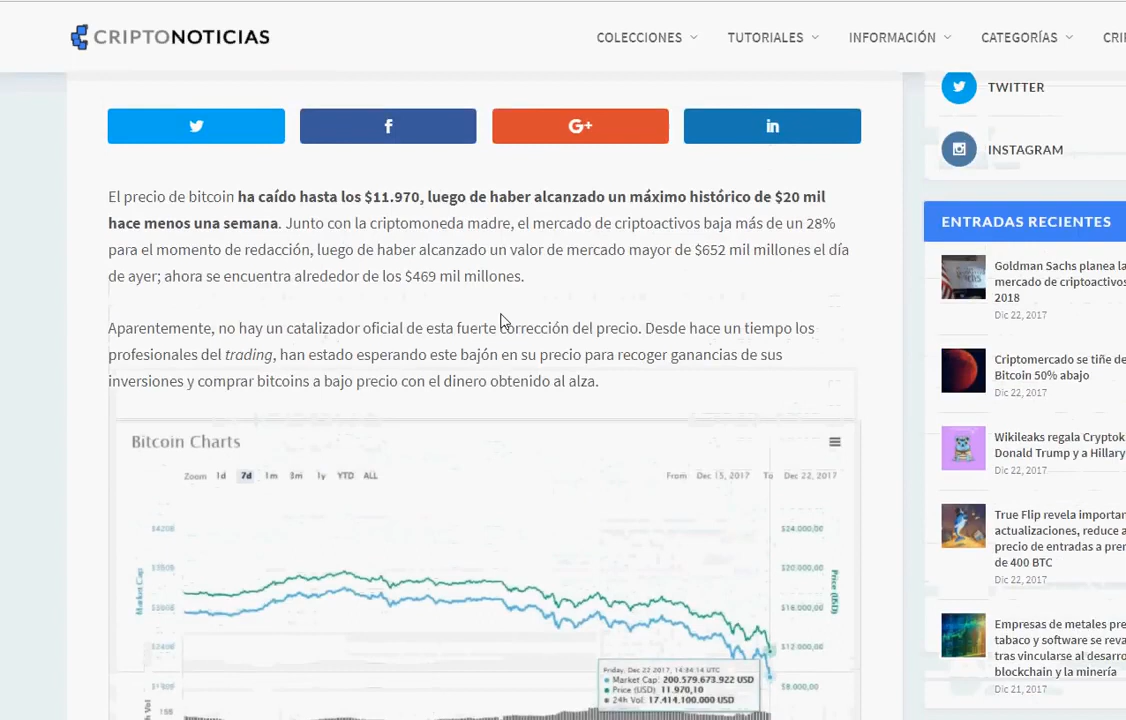 CRIPTONOTICIAS
COLECCIONES
TUTORIALES
INFORMACIÓN
CATEGORÍAS
CRI
G+
in
El precio de bitcoin ha caído hasta los $11.970, luego de haber alcanzado un máximo histórico de $20 mil
hace menos una semana. Junto con la criptomoneda madre, el mercado de criptoactivos baja más de un 28%
para el momento de redacción, luego de haber alcanzado un valor de mercado mayor de $652 mil millones el día
de ayer; ahora se encuentra alrededor de los $469 mil millones.
Aparentemente, no hay un catalizador oficial de esta fuerte corrección del precio. Desde hace un tiempo los
profesionales del trading, han estado esperando este bajón en su precio para recoger ganancias de sus
inversiones y comprar bitcoins a bajo precio con el dinero obtenido al alza.
Bitcoin Charts
Zoom 1d 7d 1m 3m 1y YTD ALL
From Dec 15, 2017 To Dec 22, 2017
$420B
$24.000,00
$20.000,00
$16.000,00
$12.000,00
$8.000,00
Market Cap
Price (USD)
Friday, Dec 22 2017, 14:84:14 UTC
Market Cap: 200.579.673.922 USD
Price (USD) 11.970,10
24h Vol: 17.414.100.000 USD
TWITTER
INSTAGRAM
ENTRADAS RECIENTES
Goldman Sachs planea la
mercado de criptoactivos
2018
Dic 22, 2017
Criptomercado se tiñe de
Bitcoin 50% abajo
Dic 22, 2017
Wikileaks regala Cryptok
Donald Trump y a Hillary
Dic 22, 2017
True Flip revela importan
actualizaciones, reduce a
precio de entradas a prem
de 400 BTC
Dic 22, 2017
Empresas de metales pre
tabaco y software se reva
tras vincularse al desarro
blockchain y la minería
Dic 21, 2017